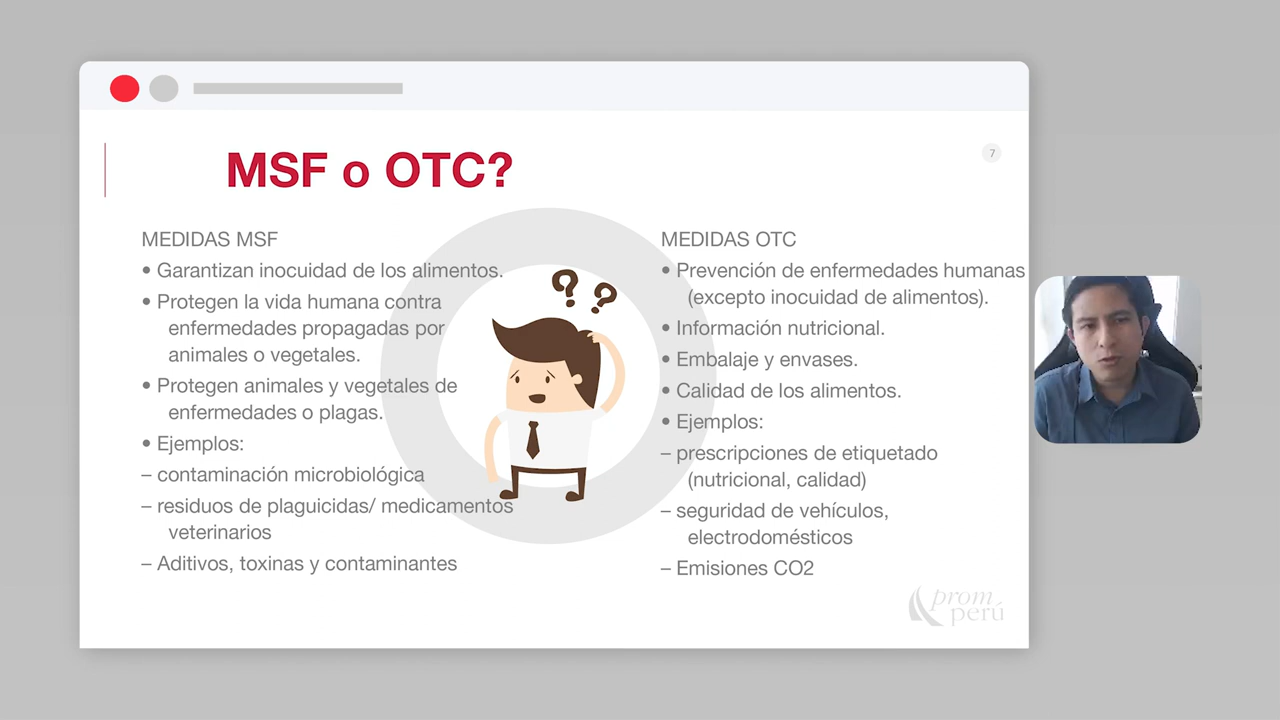 MSF o OTC?
7
MEDIDAS MSF
• Garantizan inocuidad de los alimentos.
• Protegen la vida humana contra
enfermedades propagadas por
animales o vegetales.
• Protegen animales y vegetales de
enfermedades o plagas.
• Ejemplos:
– contaminación microbiológica
– residuos de plaguicidas/ medicamentos
veterinarios
– Aditivos, toxinas y contaminantes
? ?
MEDIDAS OTC
• Prevención de enfermedades humanas
(excepto inocuidad de alimentos).
• Información nutricional.
• Embalaje y envases.
• Calidad de los alimentos.
• Ejemplos:
– prescripciones de etiquetado
(nutricional, calidad)
– seguridad de vehículos,
electrodomésticos
– Emisiones CO2
prom
perú